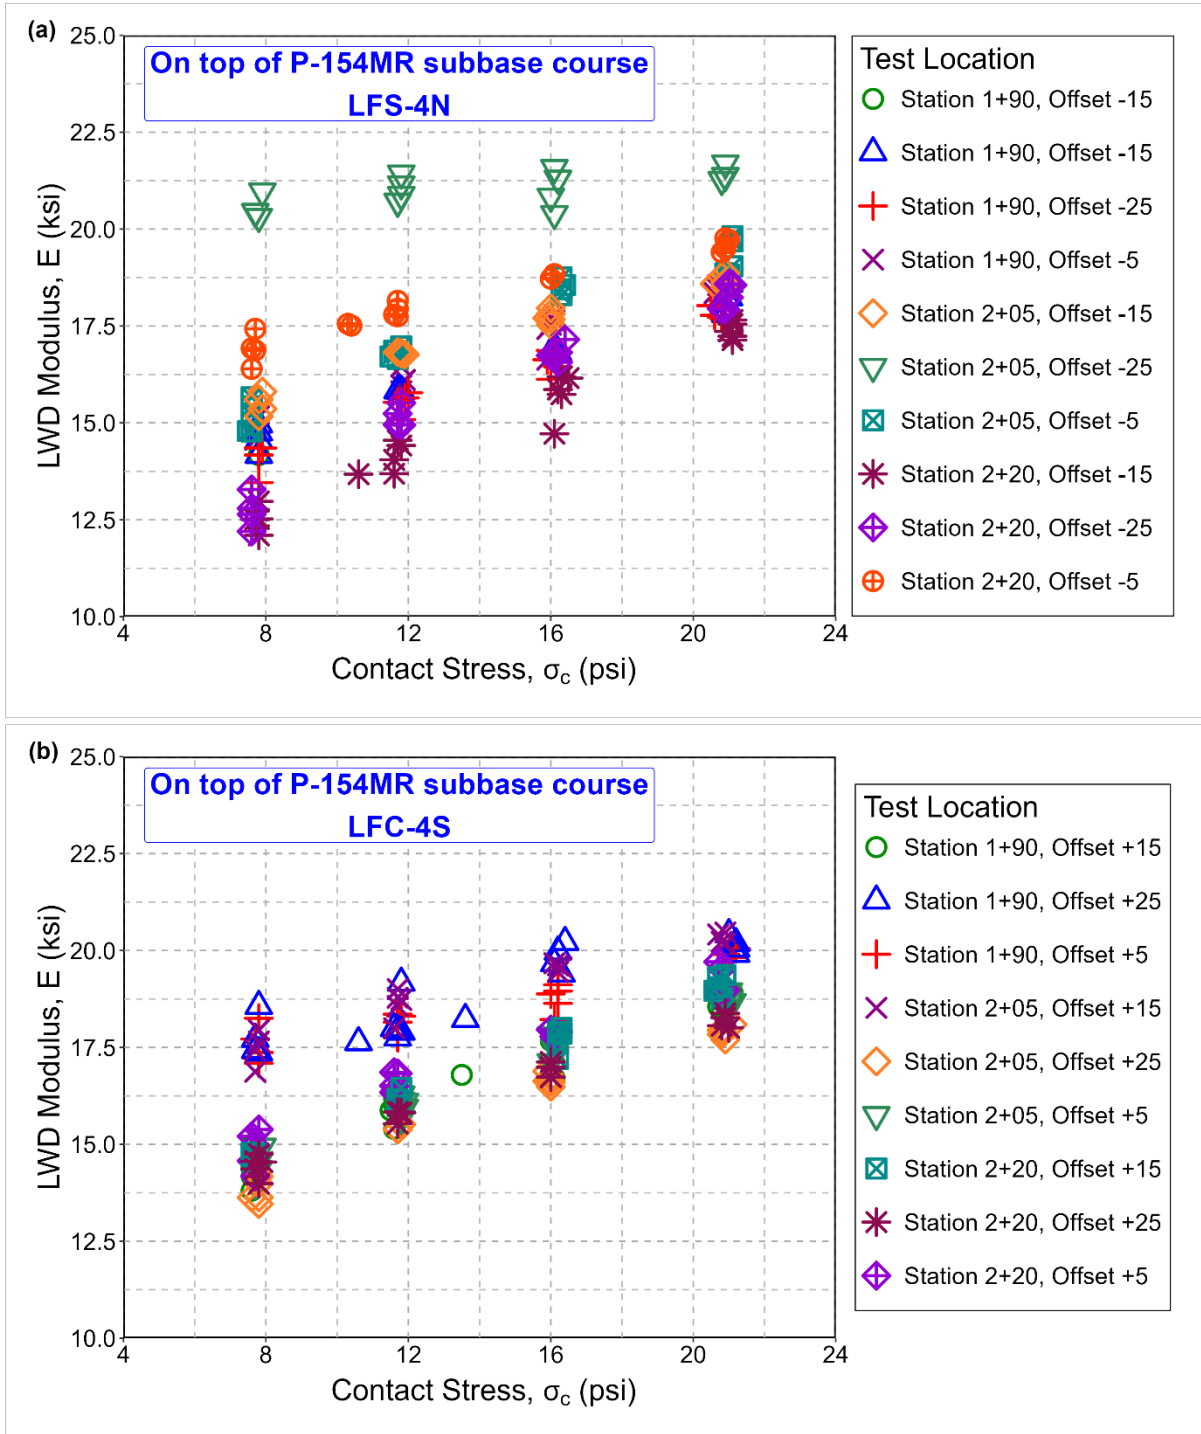 (a)
On top of P-154MR subbase course
LFS-4N
LWD Modulus, E (ksi)
25.0
22.5
20.0
17.5
15.0
12.5
10.0
4 8 12 16 20 24
Contact Stress, σc (psi)
Test Location
Station 1+90, Offset -15
Station 1+90, Offset -15
Station 1+90, Offset -25
Station 1+90, Offset -5
Station 2+05, Offset -15
Station 2+05, Offset -25
Station 2+05, Offset -5
Station 2+20, Offset -15
Station 2+20, Offset -25
Station 2+20, Offset -5
(b)
On top of P-154MR subbase course
LFC-4S
LWD Modulus, E (ksi)
25.0
22.5
20.0
17.5
15.0
12.5
10.0
4 8 12 16 20 24
Contact Stress, σc (psi)
Test Location
Station 1+90, Offset +15
Station 1+90, Offset +25
Station 1+90, Offset +5
Station 2+05, Offset +15
Station 2+05, Offset +25
Station 2+05, Offset +5
Station 2+20, Offset +15
Station 2+20, Offset +25
Station 2+20, Offset +5